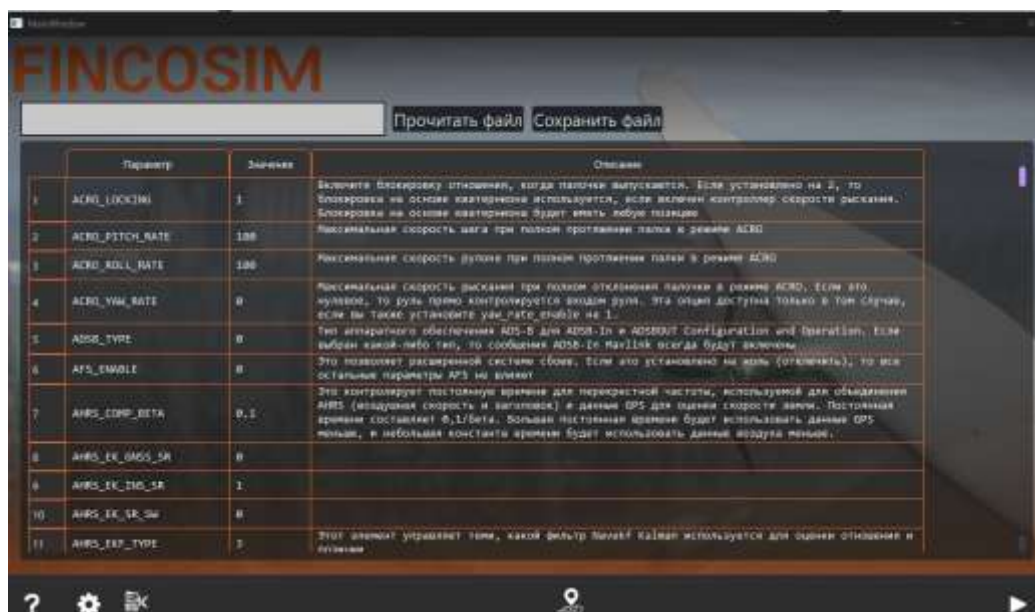 MainWindow
FINCOSIM
Прочитать файл Сохранить файл
Параметр Значение Описание
1 ACRO_LOCKING 1 Включите блокировку отношения, когда палочки выпускаются. Если установлено на 2, то
блокировка на основе кватерниона используется, если включен контроллер скорости рыскания.
Блокировка на основе кватерниона будет иметь любую позицию
2 ACRO_PITCH_RATE 180 Максимальная скорость шага при полном протяжении палки в режиме ACRO
3 ACRO_ROLL_RATE 180 Максимальная скорость рулона при полном протяжении палки в режиме ACRO
4 ACRO_YAW_RATE 0 Максимальная скорость рыскания при полном отклонении палочки в режиме ACRO. Если это
нулевое, то руль прямо контролируется входом руля. Эта опция доступна только в том случае,
если вы также установите yaw_rate_enable на 1.
5 ADSB_TYPE 0 Тип аппаратного обеспечения ADS-B для ADSB-In и ADSBOUT Configuration and Operation. Если
выбран какой-либо тип, то сообщения ADSB-In Mavlink всегда будут включены
6 AFS_ENABLE 0 Это позволяет расширенной системе сбоев. Если это установлено на ноль (отключить), то все
остальные параметры AFS не влияют
7 AHRS_COMP_BETA 0,1 Это контролирует постоянную времени для перекрестной частоты, используемой для объединения
AHRS (воздушная скорость и заголовок) и данные GPS для оценки скорости земли. Постоянная
времени составляет 0,1/бета. Большая постоянная времени будет использовать данные GPS
меньше, и небольшая константа времени будет использовать данные воздуха меньше.
8 AHRS_EK_GNSS_SR 0
9 AHRS_EK_INS_SR 1
10 AHRS_EK_SR_SW 0
11 AHRS_EKF_TYPE 3 Этот элемент управляет теми, какой фильтр Navekf Kalman используется для оценки отношения и
позиции